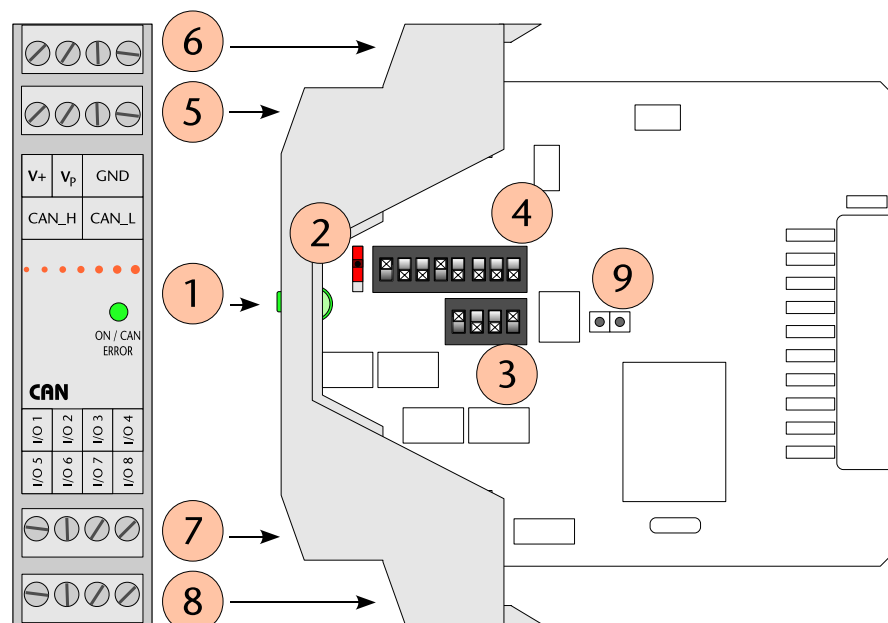 6
5
V+ Vp GND
CAN_H CAN_L
4
2
1
9
ON / CAN
ERROR
3
CAN
I/O 1 I/O 2 I/O 3 I/O 4
I/O 5 I/O 6 I/O 7 I/O 8
7
8